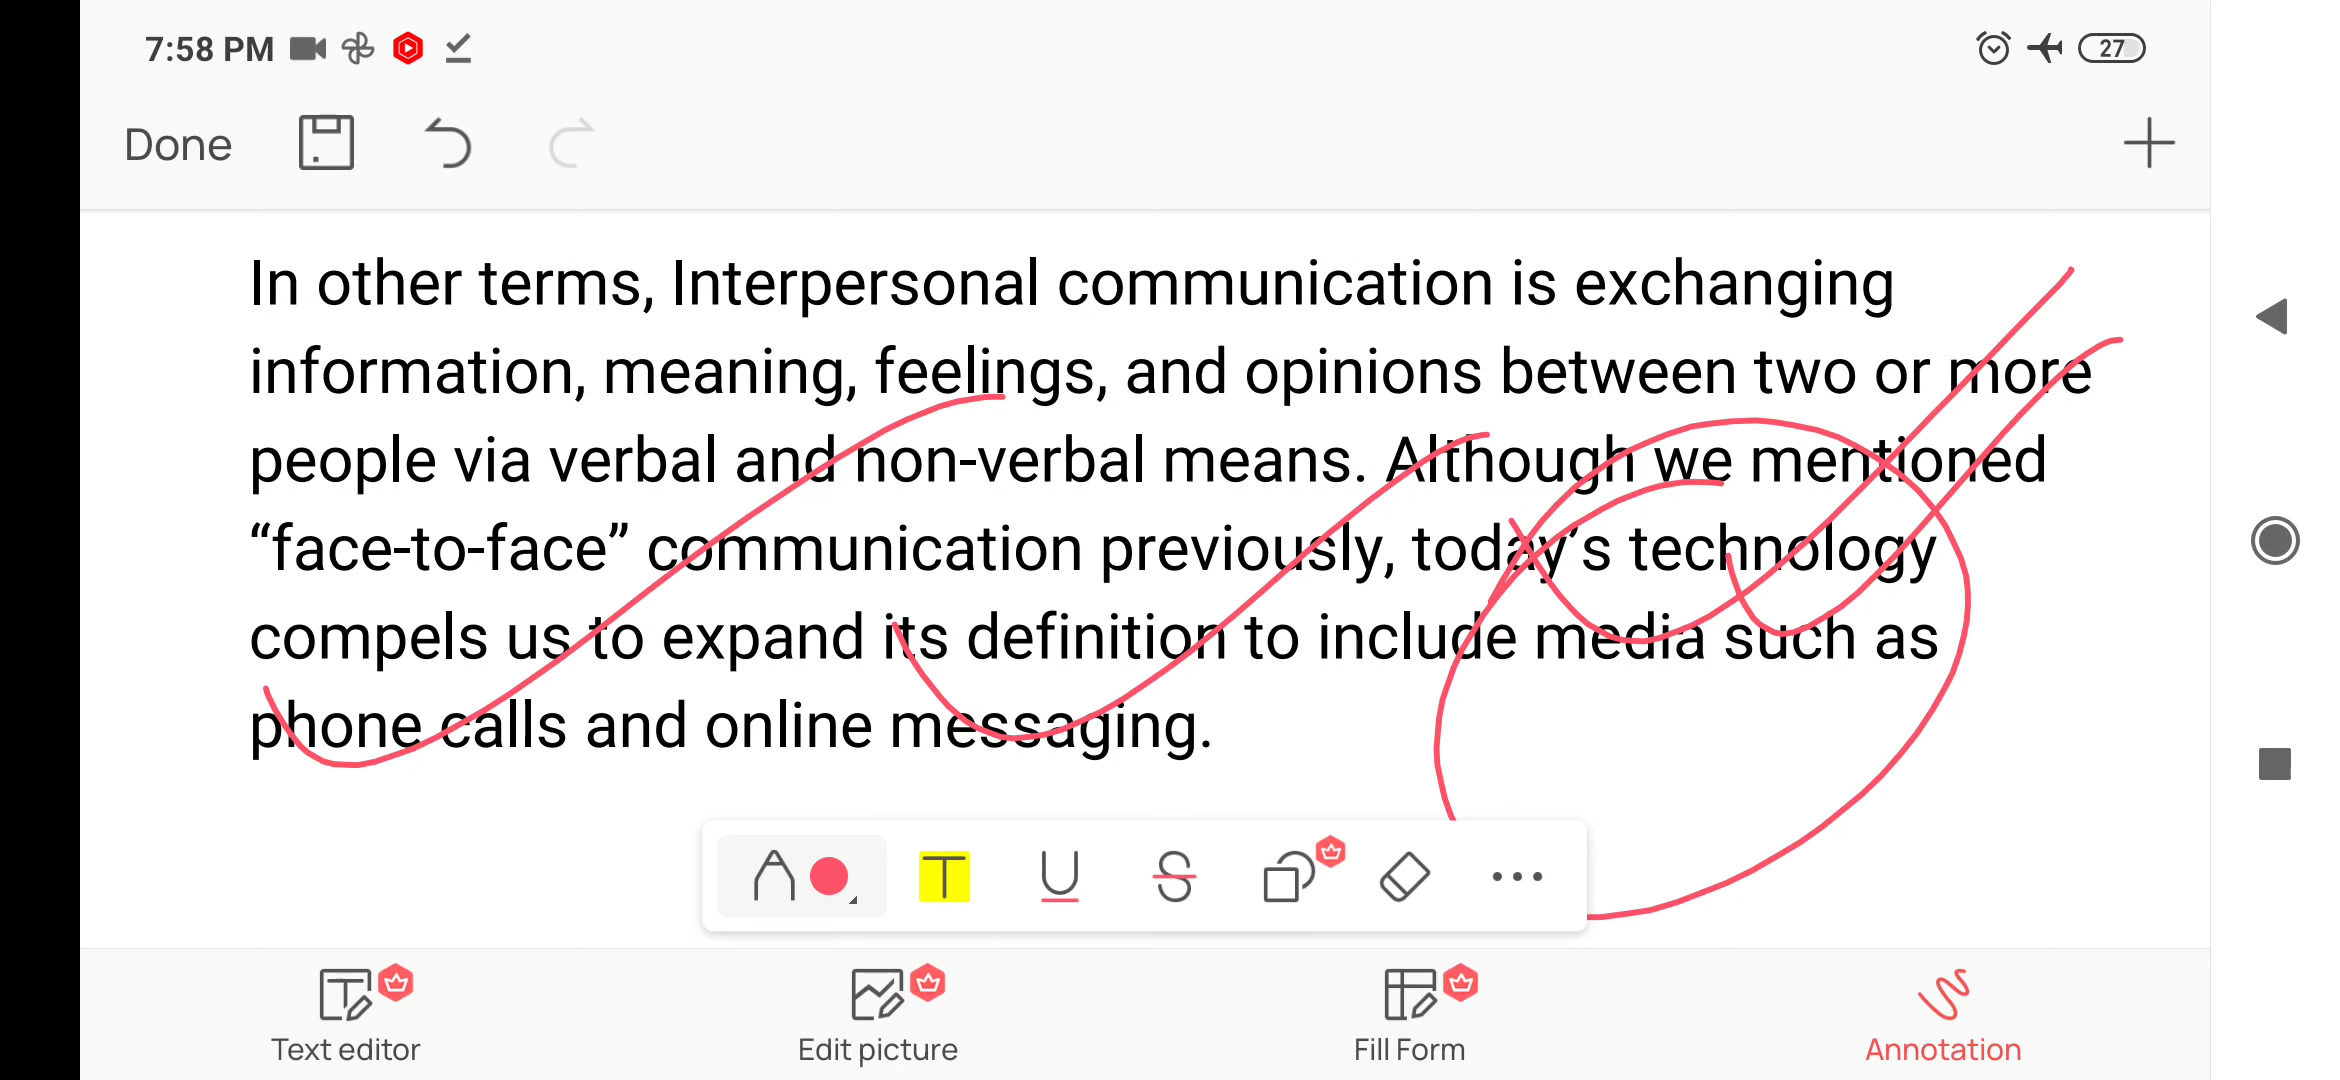 7:58 PM
27
Done
In other terms, Interpersonal communication is exchanging
information, meaning, feelings, and opinions between two or more
people via verbal and non-verbal means. Although we mentioned
“face-to-face” communication previously, today’s technology
compels us to expand its definition to include media such as
phone calls and online messaging.
T U S
Text editor
Edit picture
Fill Form
Annotation